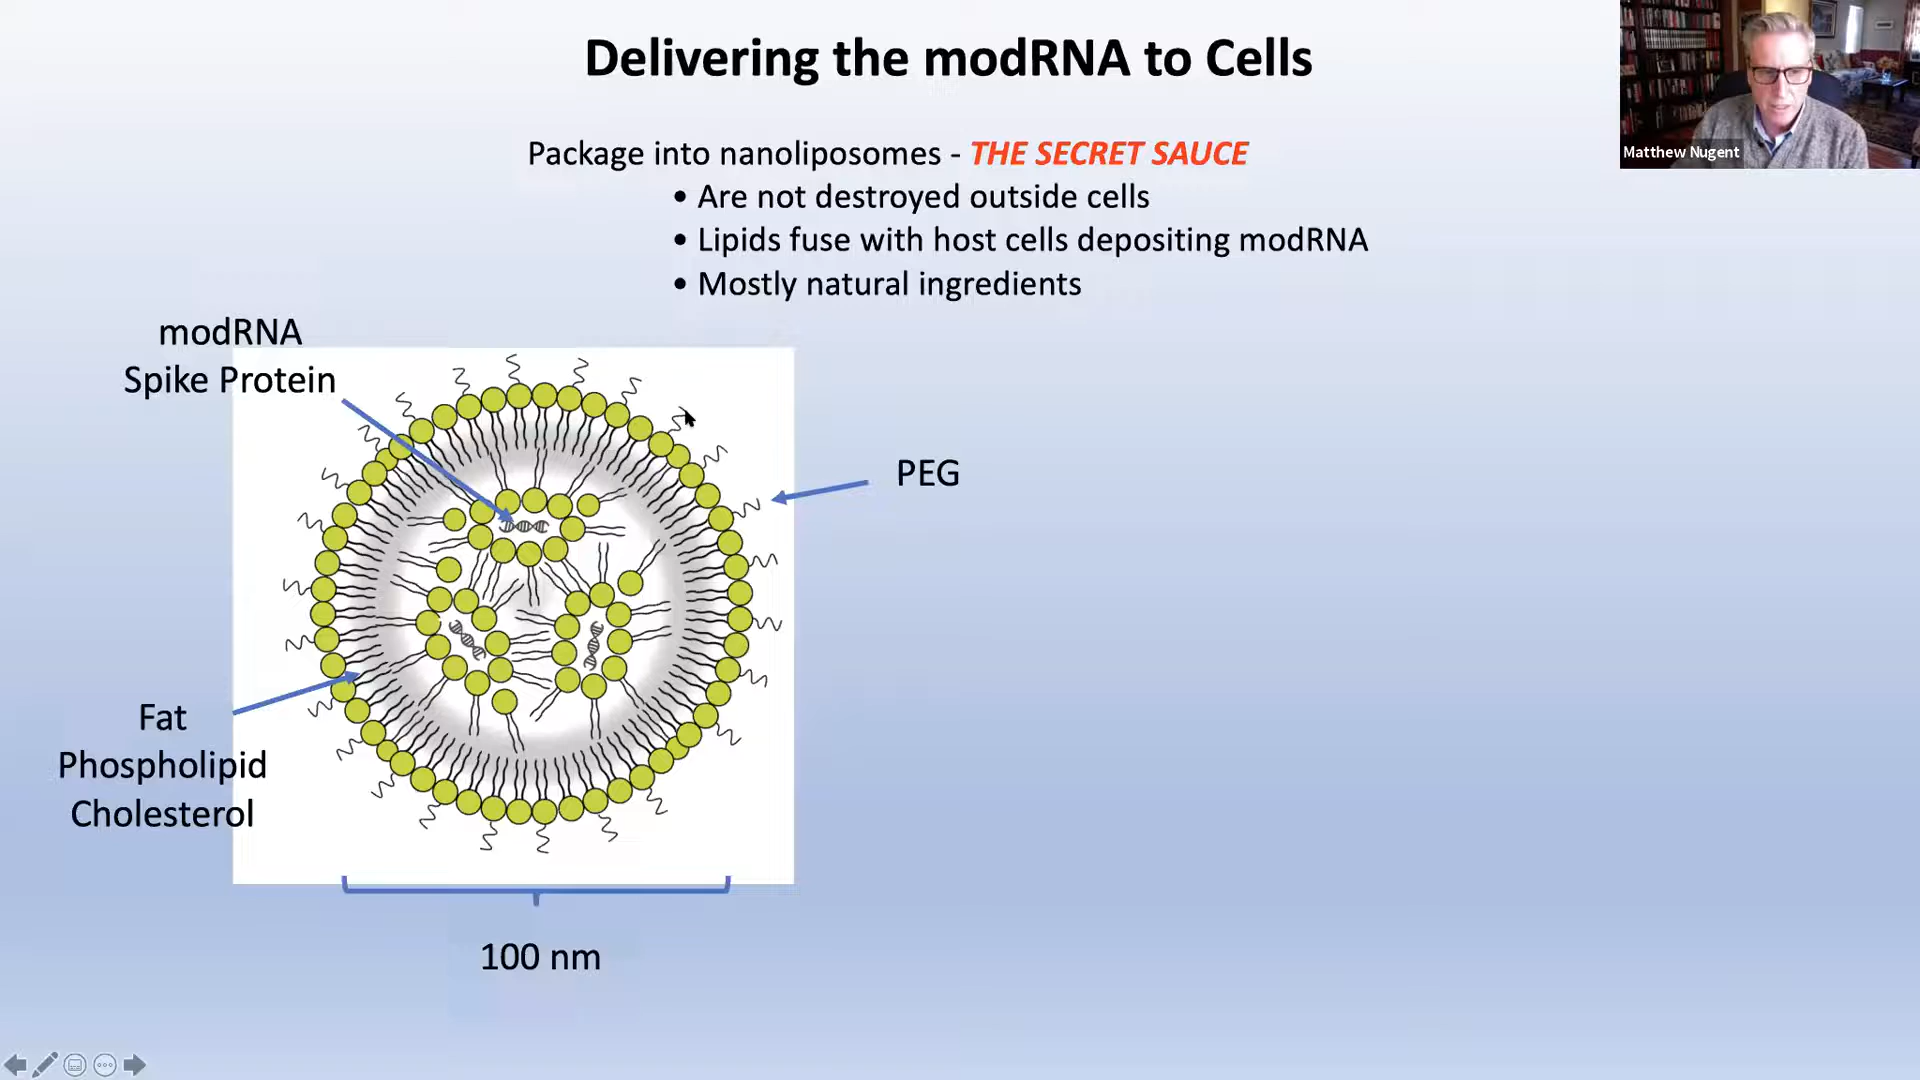 Delivering the modRNA to Cells
Matthew Nugent
Package into nanoliposomes - THE SECRET SAUCE
• Are not destroyed outside cells
• Lipids fuse with host cells depositing modRNA
• Mostly natural ingredients
modRNA
Spike Protein
PEG
Fat
Phospholipid
Cholesterol
100 nm